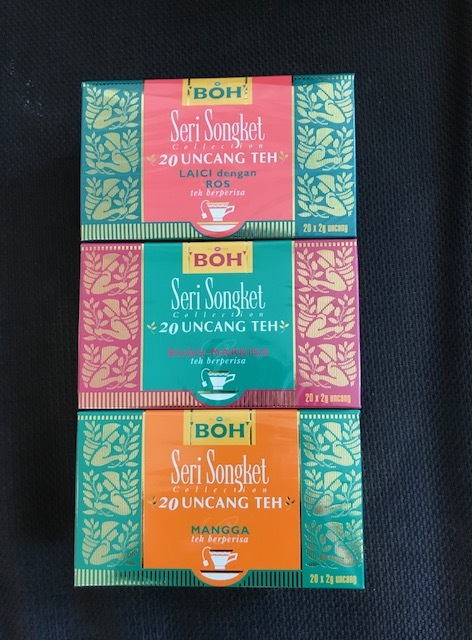 BOH
Seri Songket
Collection
20 UNCANG TEH
LAICI dengan
ROS
teh berperisa
20 x 2g uncang
BOH
Seri Songket
Collection
20 UNCANG TEH
BUAH MARKISA
teh berperisa
20 x 2g uncang
BOH
Seri Songket
Collection
20 UNCANG TEH
MANGGA
teh berperisa
20 x 2g uncang